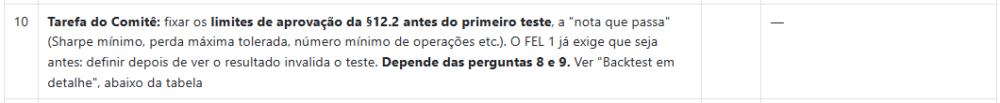 10
Tarefa do Comitê: fixar os limites de aprovação da §12.2 antes do primeiro teste, a "nota que passa"
(Sharpe mínimo, perda máxima tolerada, número mínimo de operações etc.). O FEL 1 já exige que seja
antes: definir depois de ver o resultado invalida o teste. Depende das perguntas 8 e 9. Ver "Backtest em
detalhe", abaixo da tabela
—